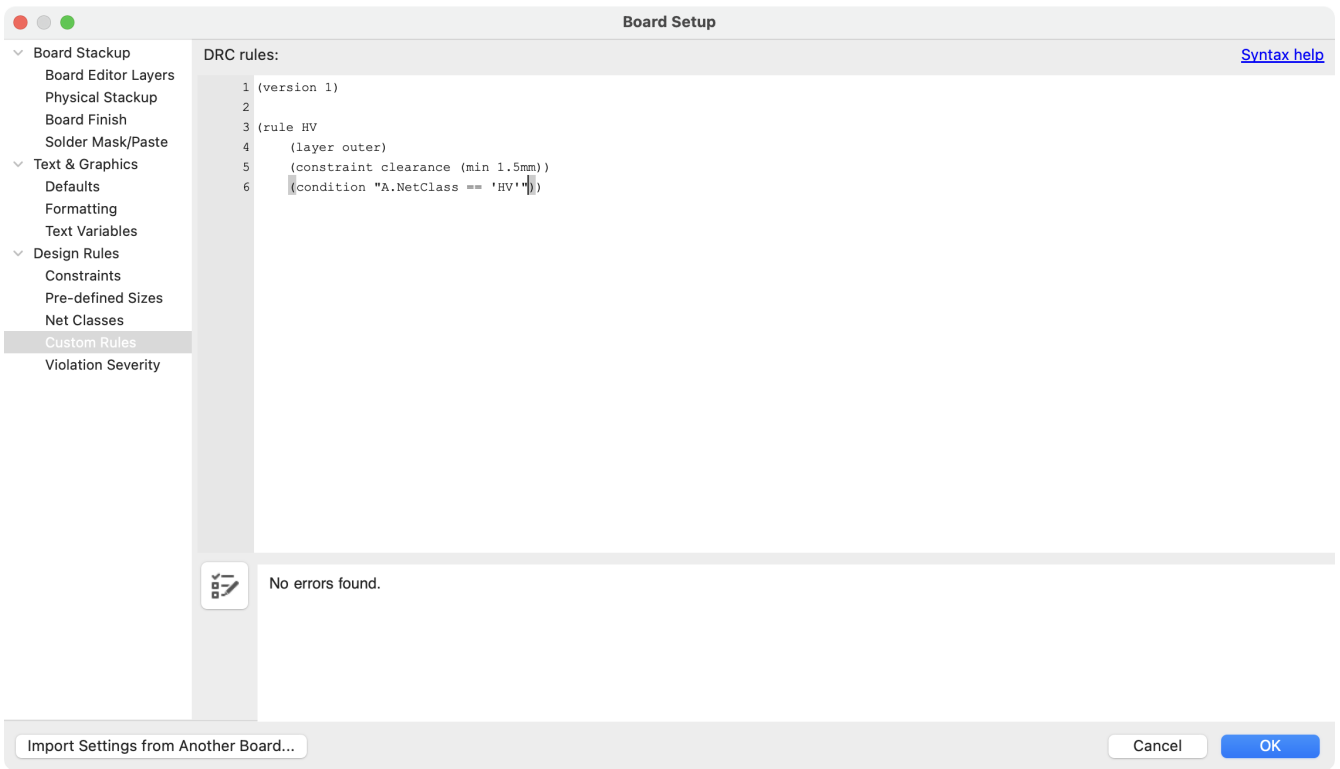 Board Setup
Board Stackup
Board Editor Layers
Physical Stackup
Board Finish
Solder Mask/Paste
Text & Graphics
Defaults
Formatting
Text Variables
Design Rules
Constraints
Pre-defined Sizes
Net Classes
Custom Rules
Violation Severity
DRC rules:
Syntax help
1 (version 1)
2
3 (rule HV
4 (layer outer)
5 (constraint clearance (min 1.5mm))
6 (condition "A.NetClass == 'HV'"))
No errors found.
Import Settings from Another Board...
Cancel
OK